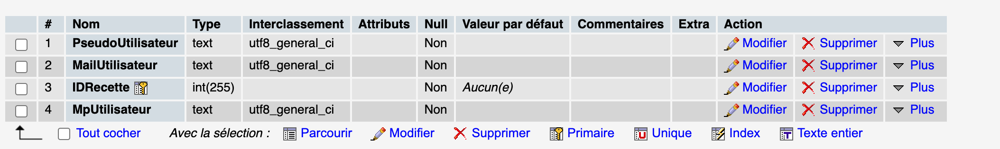 # Nom Type Interclassement Attributs Null Valeur par défaut Commentaires Extra Action
1 PseudoUtilisateur text utf8_general_ci Non Modifier Supprimer Plus
2 MailUtilisateur text utf8_general_ci Non Modifier Supprimer Plus
3 IDRecette int(255) Non Aucun(e) Modifier Supprimer Plus
4 MpUtilisateur text utf8_general_ci Non Modifier Supprimer Plus
Tout cocher Avec la sélection : Parcourir Modifier Supprimer Primaire Unique Index Texte entier